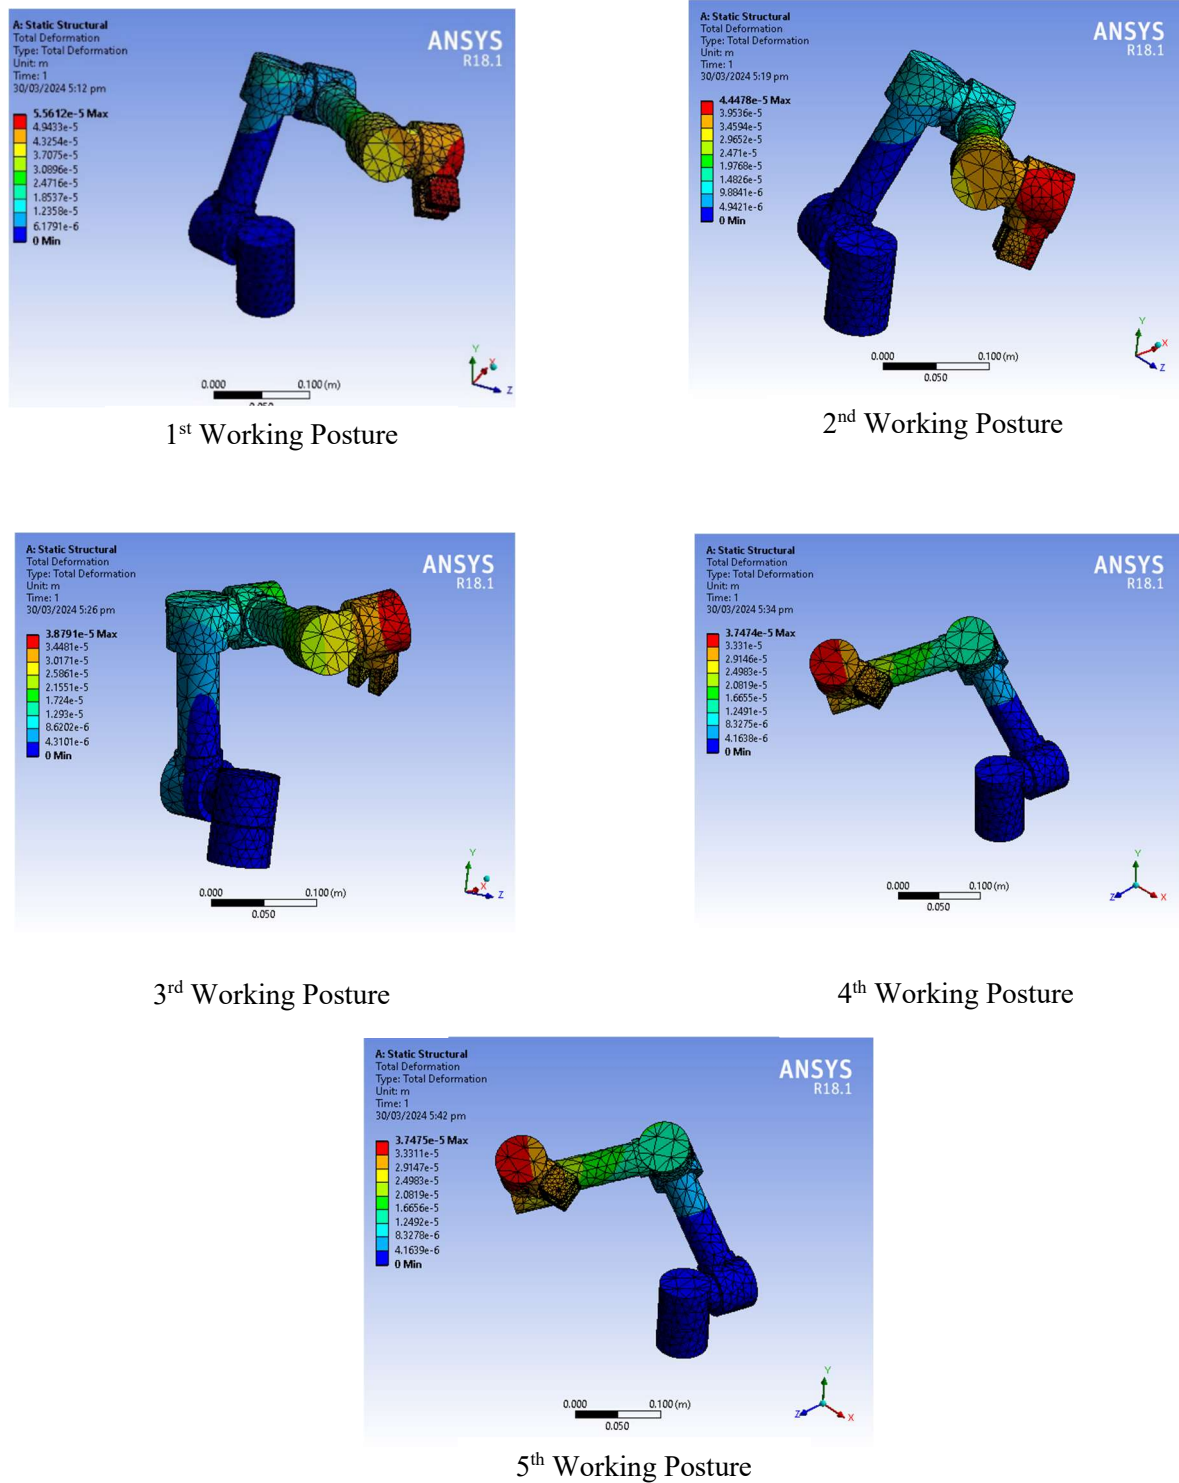 A: Static Structural
Total Deformation
Type: Total Deformation
Unit: m
Time: 1
30/03/2024 5:12 pm
ANSYS
R18.1
5.5612e-5 Max
4.9433e-5
4.3254e-5
3.7075e-5
3.0896e-5
2.4716e-5
1.8537e-5
1.2358e-5
6.1791e-6
0 Min
0.000 0.100 (m)
0.050
Y
X
Z
1st Working Posture
A: Static Structural
Total Deformation
Type: Total Deformation
Unit: m
Time: 1
30/03/2024 5:19 pm
ANSYS
R18.1
4.4478e-5 Max
3.9536e-5
3.4594e-5
2.9652e-5
2.471e-5
1.9768e-5
1.4826e-5
9.8841e-6
4.9421e-6
0 Min
0.000 0.100 (m)
0.050
Y
X
Z
2nd Working Posture
A: Static Structural
Total Deformation
Type: Total Deformation
Unit: m
Time: 1
30/03/2024 5:26 pm
ANSYS
R18.1
3.8791e-5 Max
3.4481e-5
3.0171e-5
2.5861e-5
2.1551e-5
1.724e-5
1.293e-5
8.6202e-6
4.3101e-6
0 Min
0.000 0.100 (m)
0.050
Y
X
Z
3rd Working Posture
A: Static Structural
Total Deformation
Type: Total Deformation
Unit: m
Time: 1
30/03/2024 5:34 pm
ANSYS
R18.1
3.7474e-5 Max
3.331e-5
2.9146e-5
2.4983e-5
2.0819e-5
1.6655e-5
1.2491e-5
8.3275e-6
4.1638e-6
0 Min
0.000 0.100 (m)
0.050
Y
Z X
4th Working Posture
A: Static Structural
Total Deformation
Type: Total Deformation
Unit: m
Time: 1
30/03/2024 5:42 pm
ANSYS
R18.1
3.7475e-5 Max
3.3311e-5
2.9147e-5
2.4983e-5
2.0819e-5
1.6656e-5
1.2492e-5
8.3278e-6
4.1639e-6
0 Min
0.000 0.100 (m)
0.050
Y
Z X
5th Working Posture